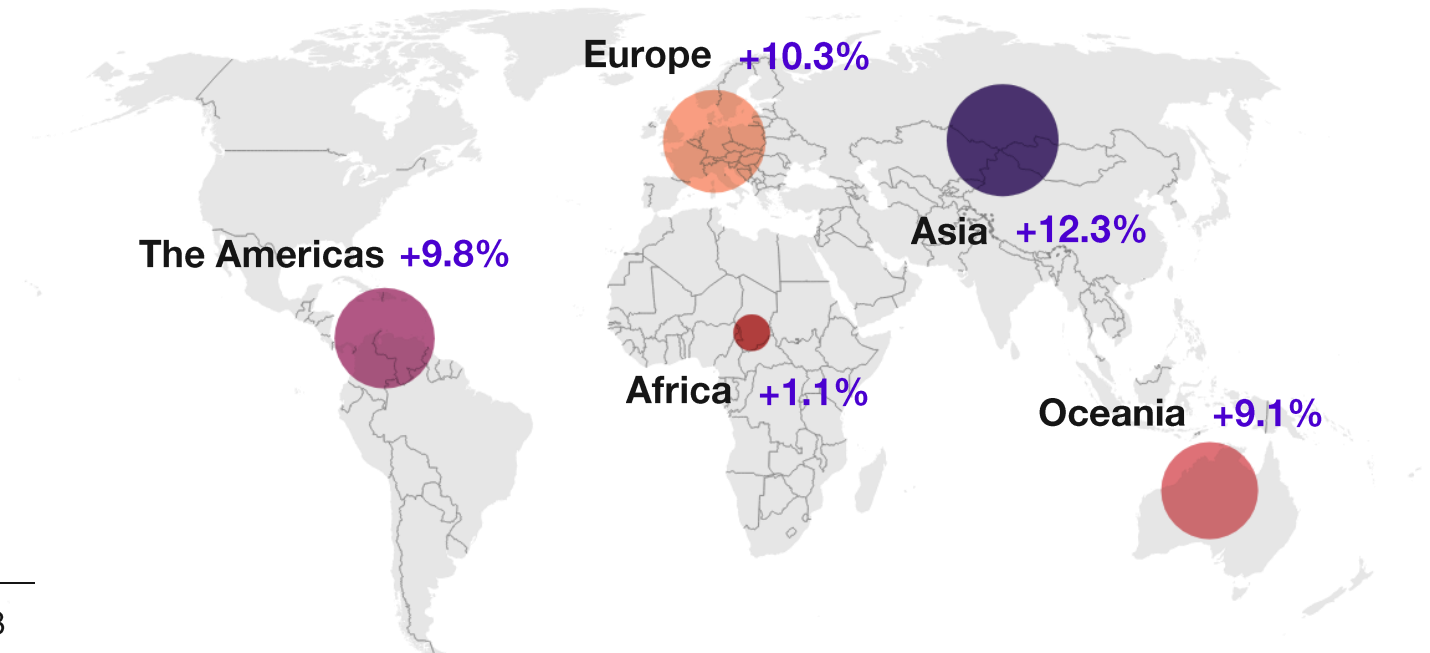 Europe +10.3%
Asia +12.3%
The Americas +9.8%
Africa +1.1%
Oceania +9.1%